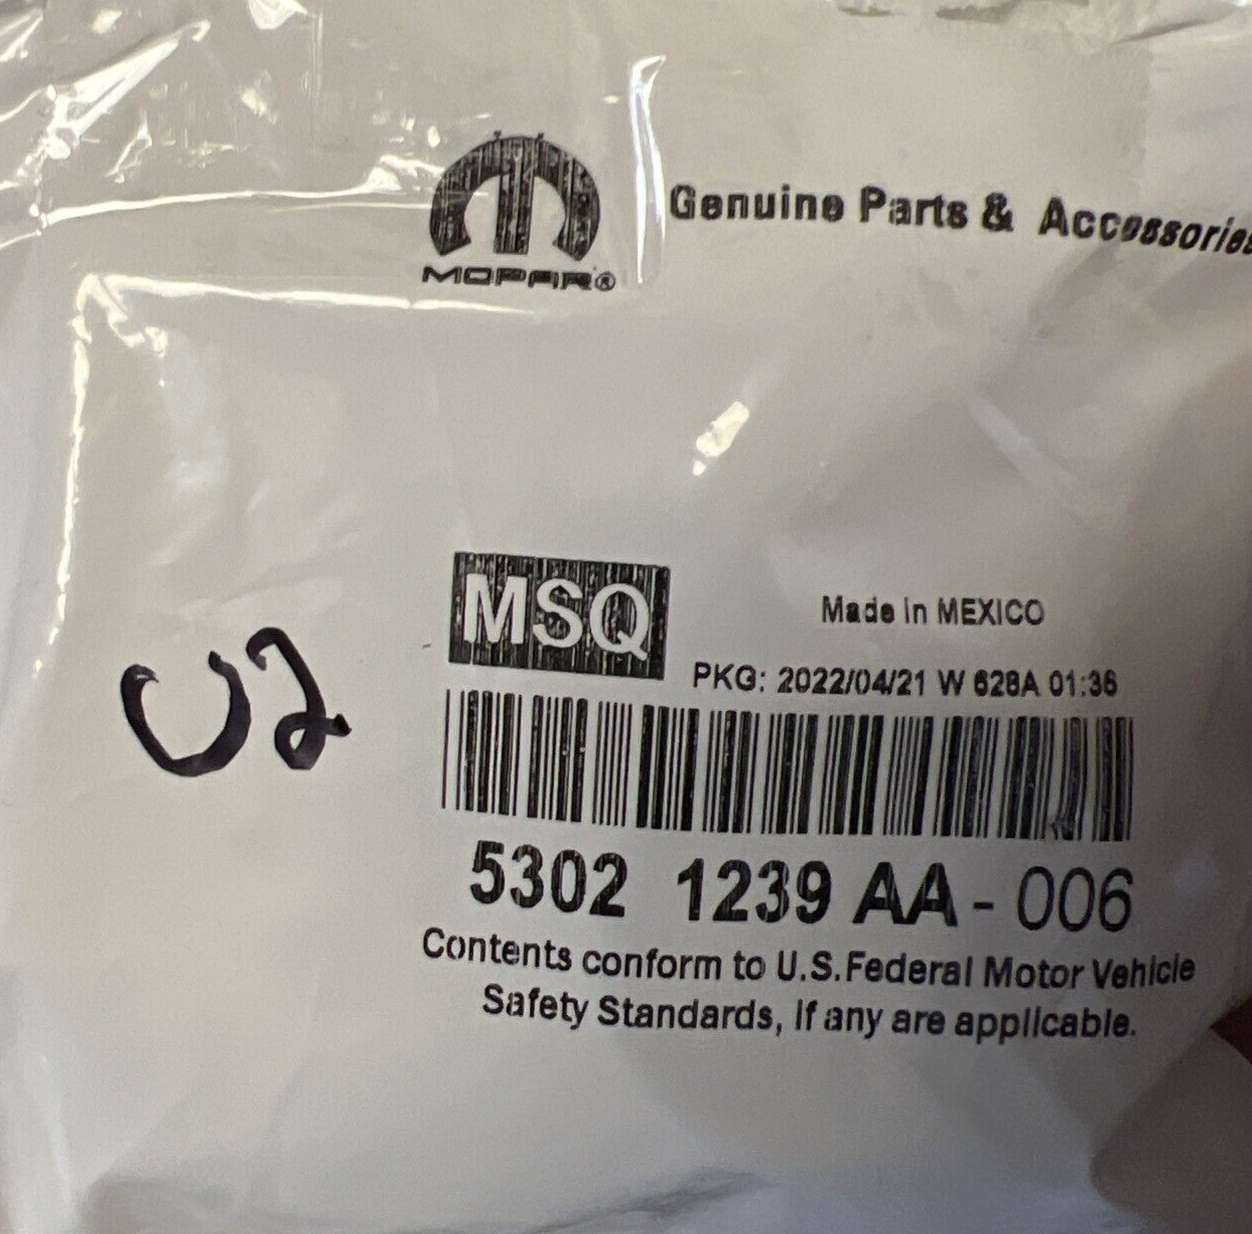 MOPAR®
Genuine Parts & Accessories
MSQ
Made in MEXICO
PKG: 2022/04/21 W 628A 01:36
U2
5302 1239 AA - 006
Contents conform to U.S. Federal Motor Vehicle
Safety Standards, if any are applicable.